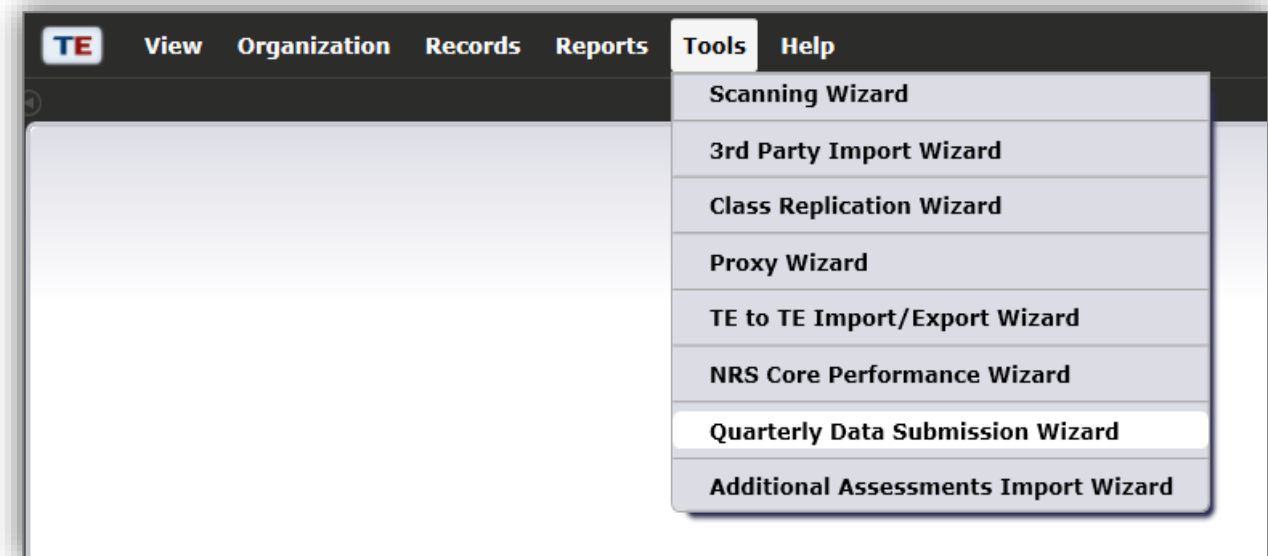 TE View Organization Records Reports Tools Help
Scanning Wizard
3rd Party Import Wizard
Class Replication Wizard
Proxy Wizard
TE to TE Import/Export Wizard
NRS Core Performance Wizard
Quarterly Data Submission Wizard
Additional Assessments Import Wizard